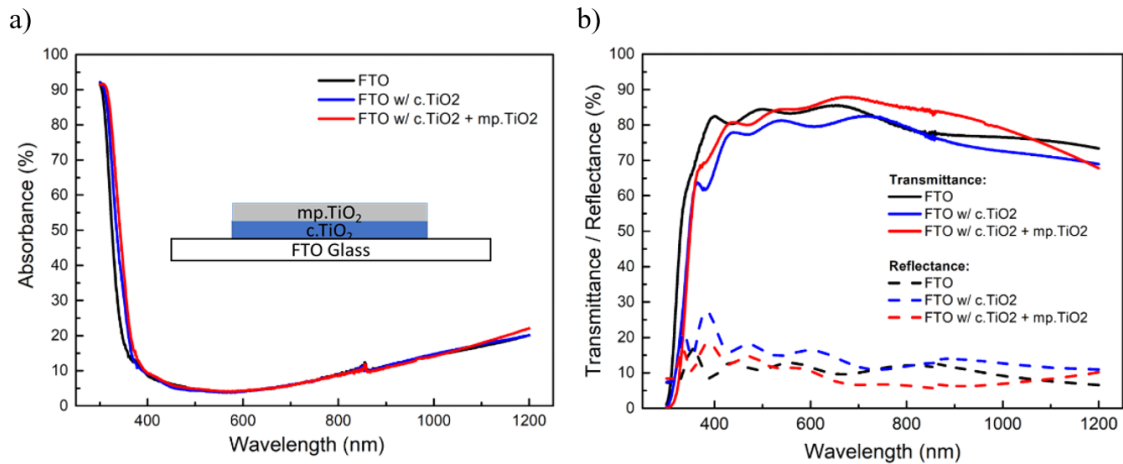 a)
100
90
80
70
60
50
40
30
20
10
0
Absorbance (%)
FTO
FTO w/ c.TiO2
FTO w/ c.TiO2 + mp.TiO2
mp.TiO₂
c.TiO₂
FTO Glass
400 600 800 1000 1200
Wavelength (nm)
b)
100
90
80
70
60
50
40
30
20
10
0
Transmittance / Reflectance (%)
Transmittance:
FTO
FTO w/ c.TiO2
FTO w/ c.TiO2 + mp.TiO2
Reflectance:
FTO
FTO w/ c.TiO2
FTO w/ c.TiO2 + mp.TiO2
400 600 800 1000 1200
Wavelength (nm)